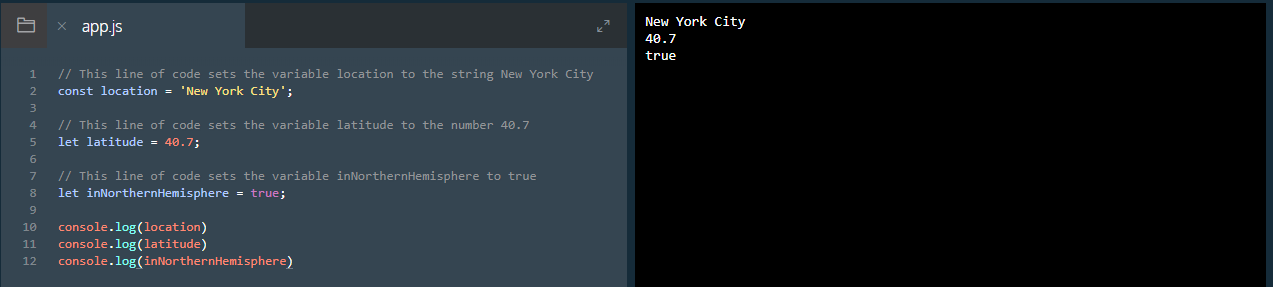 app.js
1 // This line of code sets the variable location to the string New York City
2 const location = 'New York City';
3
4 // This line of code sets the variable latitude to the number 40.7
5 let latitude = 40.7;
6
7 // This line of code sets the variable inNorthernHemisphere to true
8 let inNorthernHemisphere = true;
9
10 console.log(location)
11 console.log(latitude)
12 console.log(inNorthernHemisphere)
New York City
40.7
true